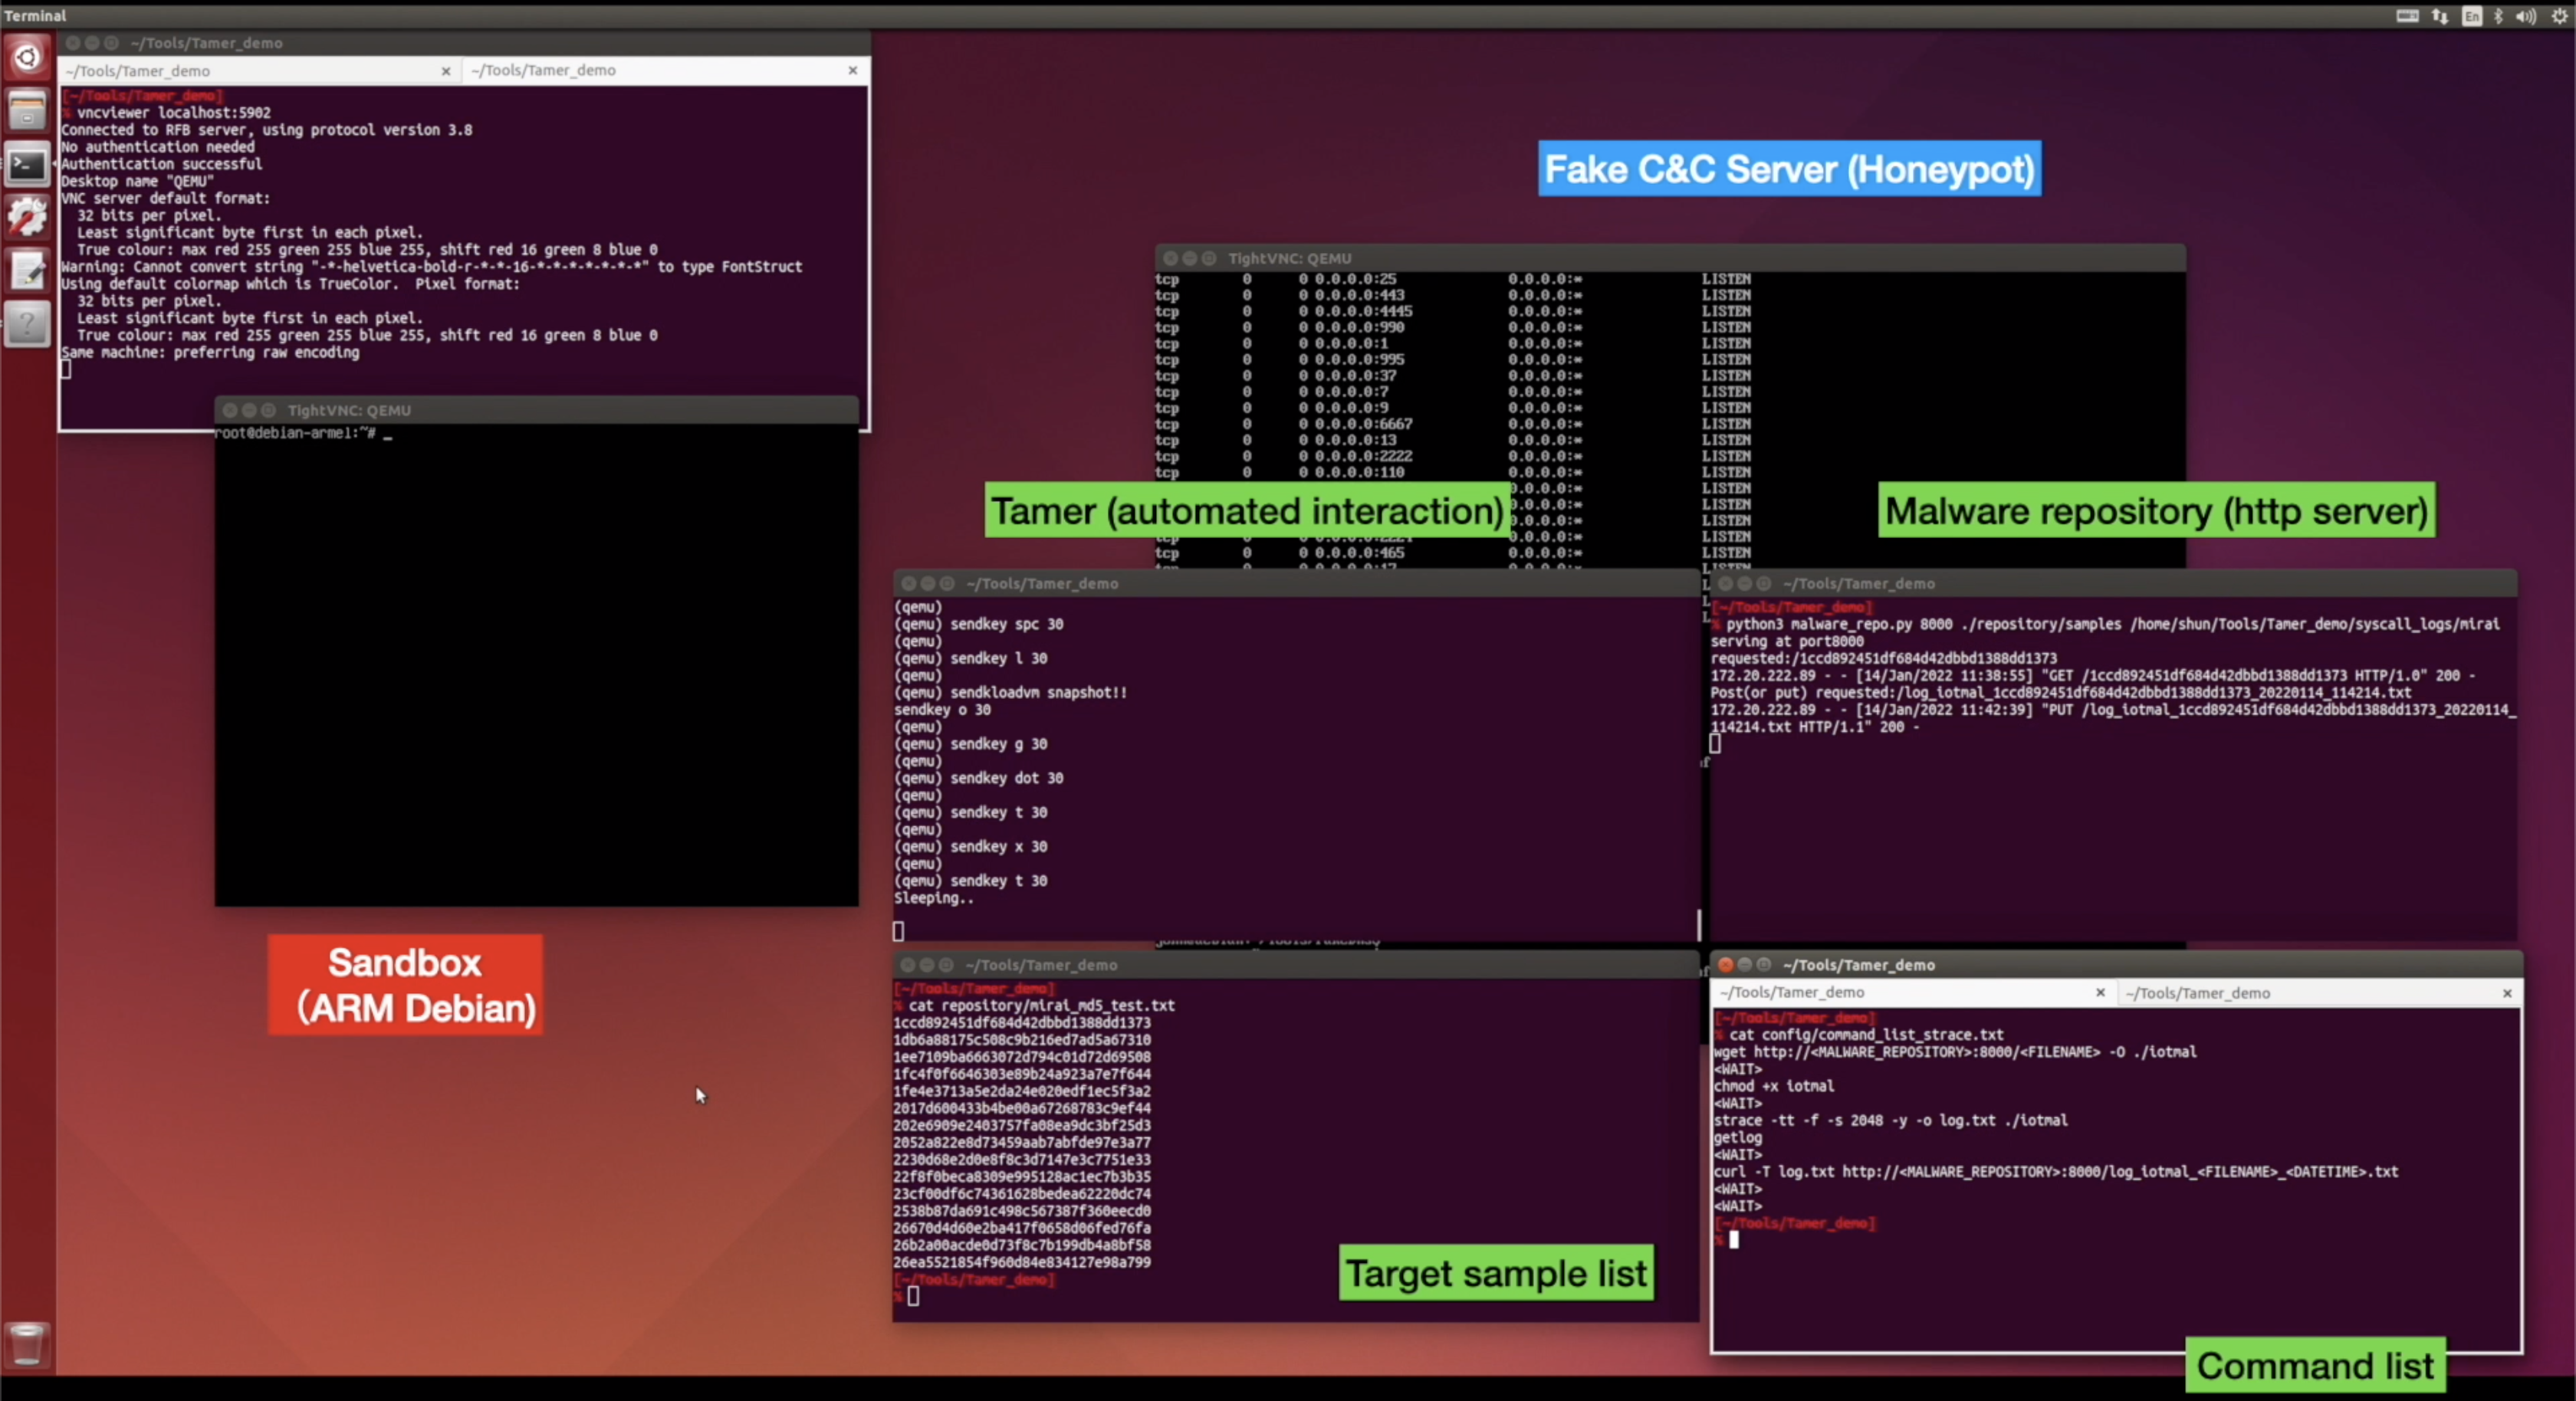 Terminal
En
~/Tools/Tamer_demo
~/Tools/Tamer_demo
~/Tools/Tamer_demo
[~/Tools/Tamer_demo]
% vncviewer localhost:5902
Connected to RFB server, using protocol version 3.8
No authentication needed
Authentication successful
Desktop name "QEMU"
VNC server default format:
32 bits per pixel.
Least significant byte first in each pixel.
True colour: max red 255 green 255 blue 255, shift red 16 green 8 blue 0
Warning: Cannot convert string "-*-helvetica-bold-r-*-*-16-*-*-*-*-*-*-*" to type FontStruct
Using default colormap which is TrueColor.  Pixel format:
32 bits per pixel.
Least significant byte first in each pixel.
True colour: max red 255 green 255 blue 255, shift red 16 green 8 blue 0
Same machine: preferring raw encoding
TightVNC: QEMU
root@debian-armel:~# _
Sandbox
(ARM Debian)
Fake C&C Server (Honeypot)
TightVNC: QEMU
tcp 0 0 0.0.0.0:25 0.0.0.0:* LISTEN
tcp 0 0 0.0.0.0:443 0.0.0.0:* LISTEN
tcp 0 0 0.0.0.0:4445 0.0.0.0:* LISTEN
tcp 0 0 0.0.0.0:990 0.0.0.0:* LISTEN
tcp 0 0 0.0.0.0:1 0.0.0.0:* LISTEN
tcp 0 0 0.0.0.0:995 0.0.0.0:* LISTEN
tcp 0 0 0.0.0.0:37 0.0.0.0:* LISTEN
tcp 0 0 0.0.0.0:7 0.0.0.0:* LISTEN
tcp 0 0 0.0.0.0:9 0.0.0.0:* LISTEN
tcp 0 0 0.0.0.0:6667 0.0.0.0:* LISTEN
tcp 0 0 0.0.0.0:13 0.0.0.0:* LISTEN
tcp 0 0 0.0.0.0:2222 0.0.0.0:* LISTEN
tcp 0 0 0.0.0.0:110 0.0.0.0:* LISTEN
0.0.0.0:* LISTEN
0.0.0.0:* LISTEN
0.0.0.0:* LISTEN
tcp 0 0 0.0.0.0: 0.0.0.0:* LISTEN
tcp 0 0 0.0.0.0:465 0.0.0.0:* LISTEN
Tamer (automated interaction)
~/Tools/Tamer_demo
(qemu)
(qemu) sendkey spc 30
(qemu)
(qemu) sendkey l 30
(qemu)
(qemu) sendkloadvm snapshot!!
sendkey o 30
(qemu)
(qemu) sendkey g 30
(qemu)
(qemu) sendkey dot 30
(qemu)
(qemu) sendkey t 30
(qemu)
(qemu) sendkey x 30
(qemu)
(qemu) sendkey t 30
Sleeping..
Malware repository (http server)
~/Tools/Tamer_demo
[~/Tools/Tamer_demo]
% python3 malware_repo.py 8000 ./repository/samples /home/shun/Tools/Tamer_demo/syscall_logs/mirai
serving at port8000
requested:/1ccd892451df684d42dbbd1388dd1373
172.20.222.89 - - [14/Jan/2022 11:38:55] "GET /1ccd892451df684d42dbbd1388dd1373 HTTP/1.0" 200 -
Post(or put) requested:/log_iotmal_1ccd892451df684d42dbbd1388dd1373_20220114_114214.txt
172.20.222.89 - - [14/Jan/2022 11:42:39] "PUT /log_iotmal_1ccd892451df684d42dbbd1388dd1373_20220114_
114214.txt HTTP/1.1" 200 -
~/Tools/Tamer_demo
[~/Tools/Tamer_demo]
% cat repository/mirai_md5_test.txt
1ccd892451df684d42dbbd1388dd1373
1db6a88175c508c9b216ed7ad5a67310
1ee7109ba6663072d794c01d72d69508
1fc4f0f6646303e89b24a923a7e7f644
1fe4e3713a5e2da24e020edf1ec5f3a2
2017d600433b4be00a67268783c9ef44
202e6909e2403757fa08ea9dc3bf25d3
2052a822e8d73459aab7abfde97e3a77
2230d68e2d0e8f8c3d7147e3c7751e33
22f8f0beca8309e995128ac1ec7b3b35
23cf00df6c74361628bedea62220dc74
2538b87da691c498c567387f360eecd0
26670d4d60e2ba417f0658d06fed76fa
26b2a00acde0d73f8c7b199db4a8bf58
26ea5521854f960d84e834127e98a799
[~/Tools/Tamer_demo]
%
Target sample list
~/Tools/Tamer_demo
~/Tools/Tamer_demo
~/Tools/Tamer_demo
[~/Tools/Tamer_demo]
% cat config/command_list_strace.txt
wget http://<MALWARE_REPOSITORY>:8000/<FILENAME> -O ./iotmal
<WAIT>
chmod +x iotmal
<WAIT>
strace -tt -f -s 2048 -y -o log.txt ./iotmal
getlog
<WAIT>
curl -T log.txt http://<MALWARE_REPOSITORY>:8000/log_iotmal_<FILENAME>_<DATETIME>.txt
<WAIT>
<WAIT>
[~/Tools/Tamer_demo]
%
Command list